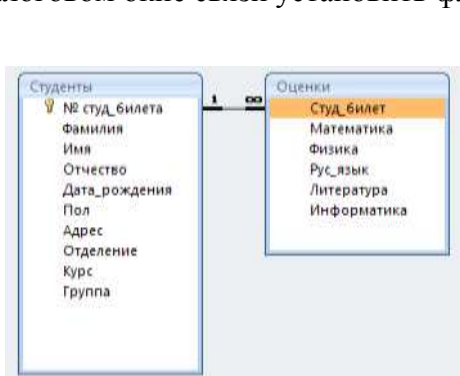 Студенты
№ студ_билета
Фамилия
Имя
Отчество
Дата_рождения
Пол
Адрес
Отделение
Курс
Группа
1 ∞
Оценки
Студ_билет
Математика
Физика
Рус_язык
Литература
Информатика